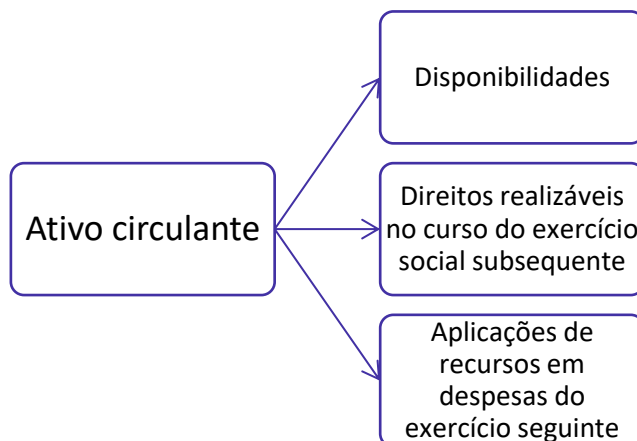 Ativo circulante
Disponibilidades
Direitos realizáveis
no curso do exercício
social subsequente
Aplicações de
recursos em
despesas do
exercício seguinte